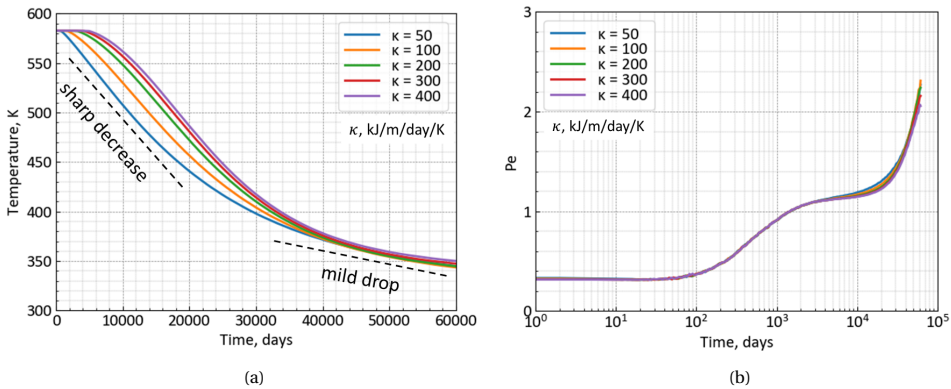 600
550
500
450
400
350
300
Temperature, K
0
10000
20000
30000
40000
50000
60000
Time, days
κ = 50
κ = 100
κ = 200
κ = 300
κ = 400
κ, kJ/m/day/K
sharp decrease
mild drop
(a)
3
2
1
0
Pe
10⁰
10¹
10²
10³
10⁴
10⁵
Time, days
κ = 50
κ = 100
κ = 200
κ = 300
κ = 400
κ, kJ/m/day/K
(b)